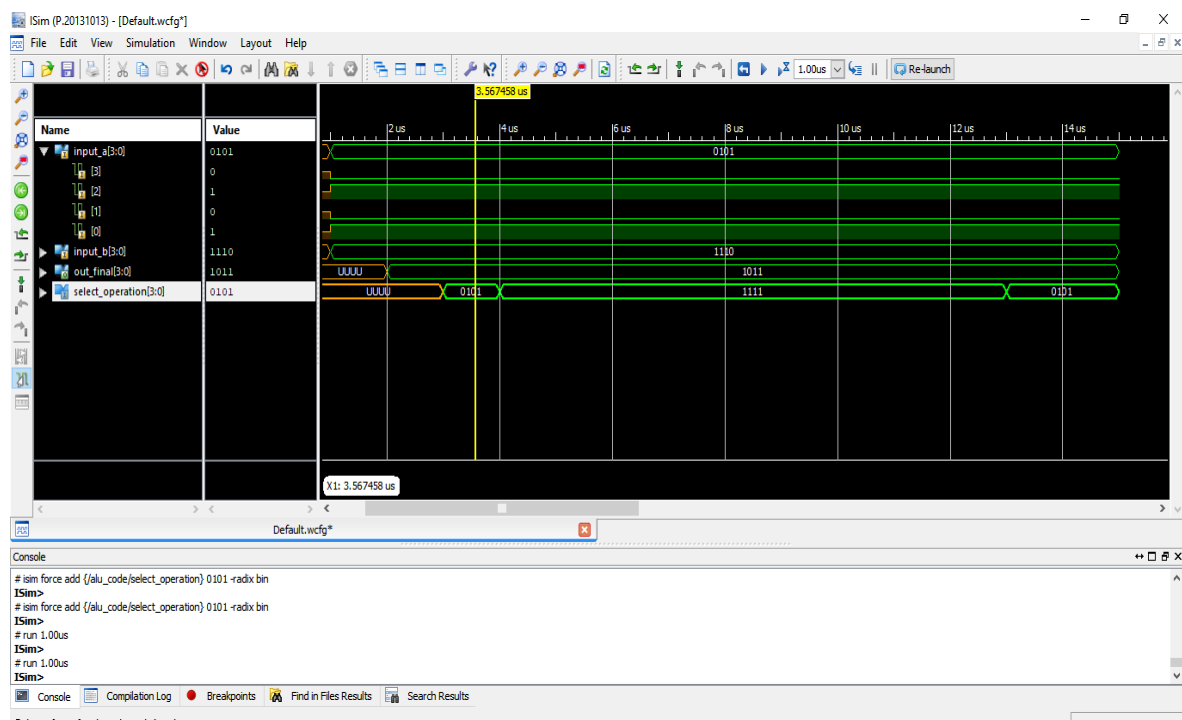 ISim (P.20131013) - [Default.wcfg*]
File Edit View Simulation Window Layout Help
1.00us Re-launch
3.567458 us
Name Value
2 us 4 us 6 us 8 us 10 us 12 us 14 us
input_a[3:0] 0101 0101
[3] 0
[2] 1
[1] 0
[0] 1
input_b[3:0] 1110 1110
out_final[3:0] 1011 UUUU 1011
select_operation[3:0] 0101 UUUU 0101 1111 0101
X1: 3.567458 us
Default.wcfg*
Console
# isim force add {/alu_code/select_operation} 0101 -radix bin
ISim>
# isim force add {/alu_code/select_operation} 0101 -radix bin
ISim>
# run 1.00us
ISim>
# run 1.00us
ISim>
Console Compilation Log Breakpoints Find in Files Results Search Results